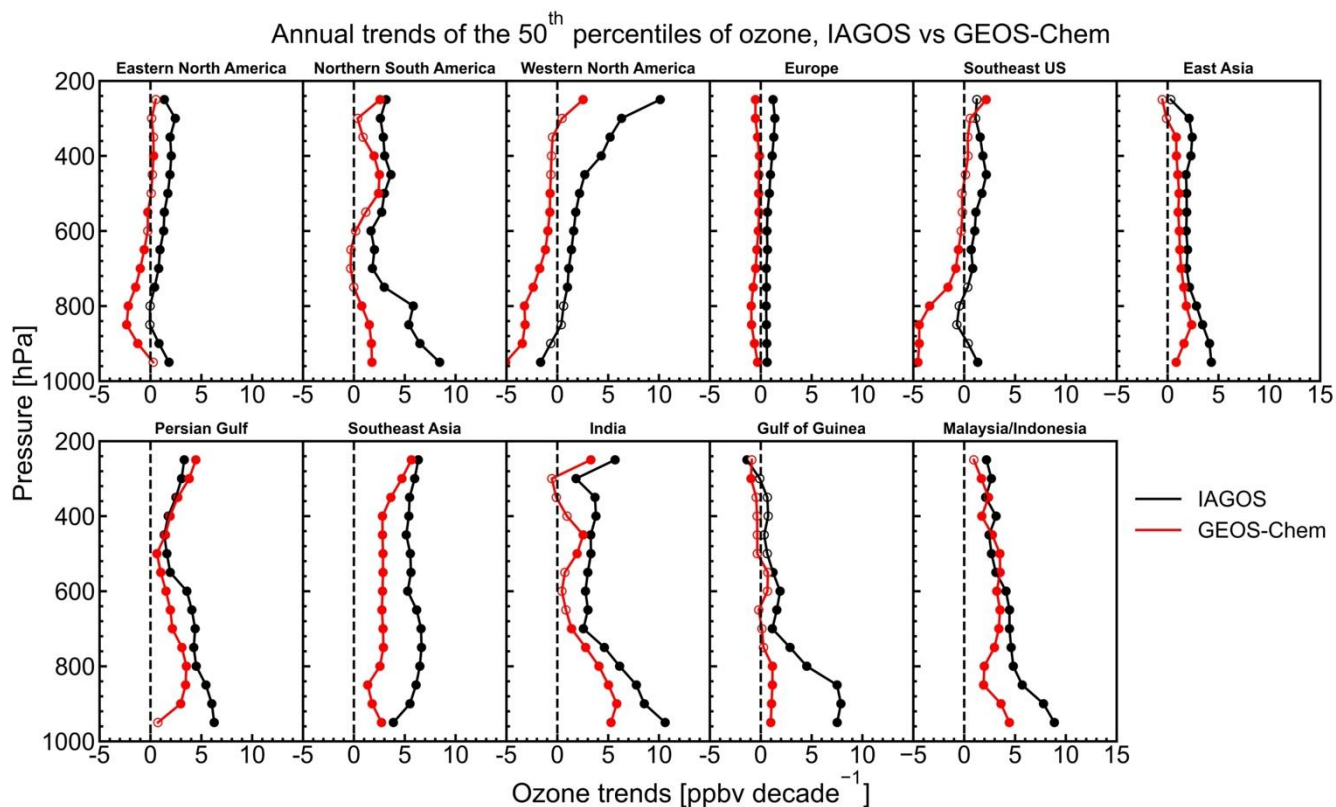 Annual trends of the 50th percentiles of ozone, IAGOS vs GEOS-Chem
Eastern North America Northern South America Western North America Europe Southeast US East Asia
200
400
600
800
1000
-5 0 5 10 -5 0 5 10 -5 0 5 10 -5 0 5 10 -5 0 5 10 -5 0 5 10 15
Persian Gulf Southeast Asia India Gulf of Guinea Malaysia/Indonesia
200
400
600
800
1000
-5 0 5 10 -5 0 5 10 -5 0 5 10 -5 0 5 10 -5 0 5 10 15
Pressure [hPa]
IAGOS
GEOS-Chem
Ozone trends [ppbv decade−1]